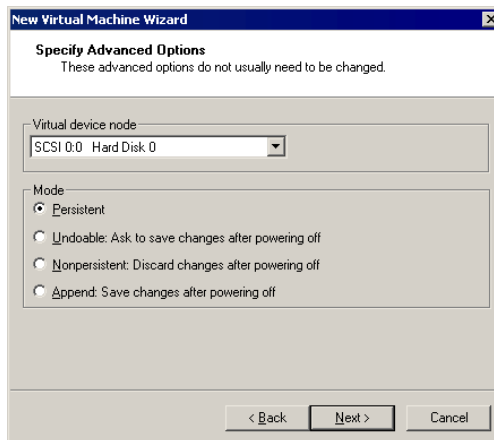 New Virtual Machine Wizard
Specify Advanced Options
These advanced options do not usually need to be changed.
Virtual device node
SCSI 0:0 Hard Disk 0
Mode
Persistent
Undoable: Ask to save changes after powering off
Nonpersistent: Discard changes after powering off
Append: Save changes after powering off
< Back Next > Cancel